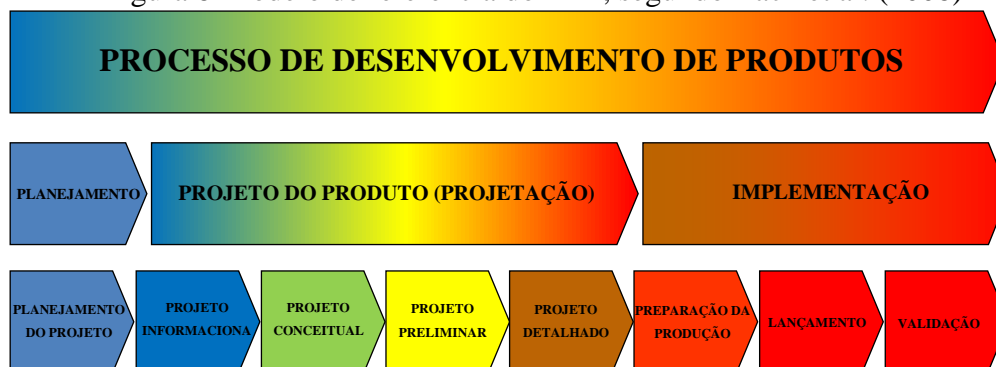 PROCESSO DE DESENVOLVIMENTO DE PRODUTOS
PLANEJAMENTO
PROJETO DO PRODUTO (PROJETAÇÃO)
IMPLEMENTAÇÃO
PLANEJAMENTO
DO PROJETO
PROJETO
INFORMACIONA
PROJETO
CONCEITUAL
PROJETO
PRELIMINAR
PROJETO
DETALHADO
PREPARAÇÃO DA
PRODUÇÃO
LANÇAMENTO
VALIDAÇÃO